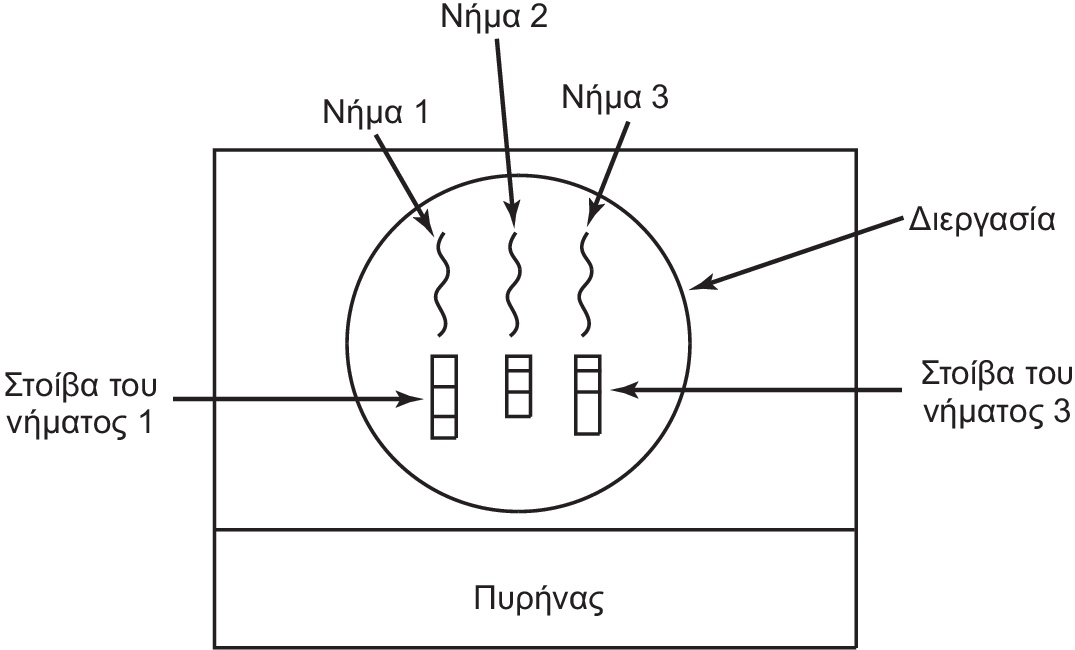 Νήμα 2
Νήμα 1
Νήμα 3
Διεργασία
Στοίβα του
νήματος 1
Στοίβα του
νήματος 3
Πυρήνας